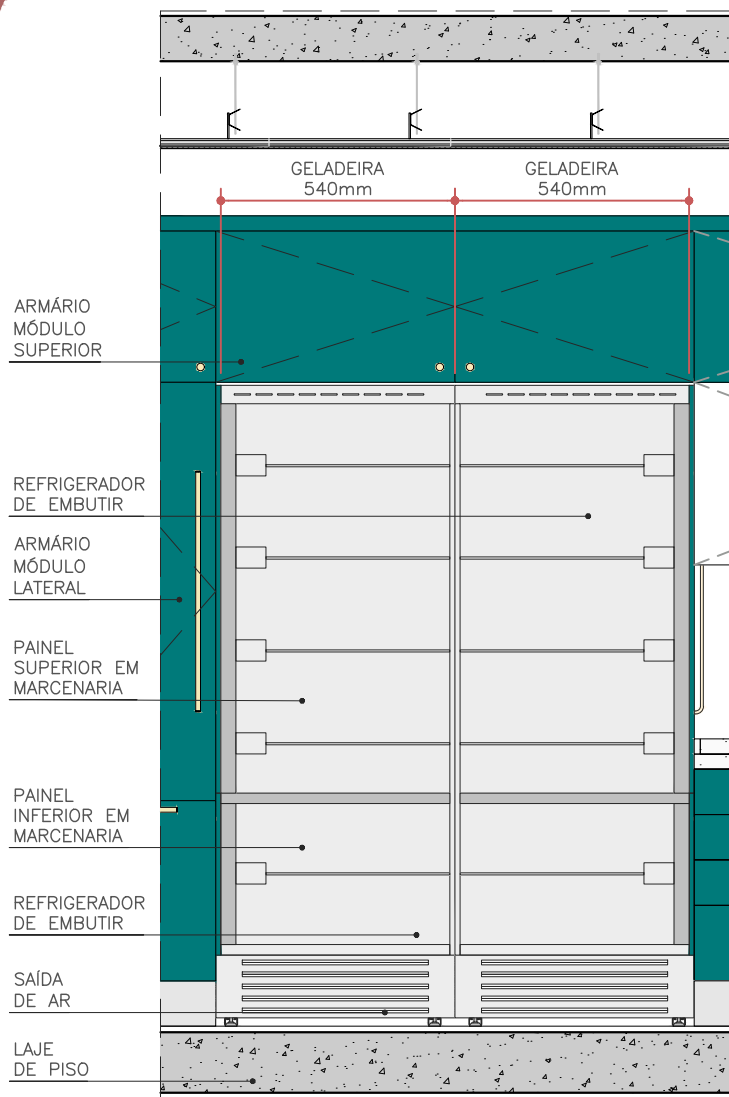 GELADEIRA
540mm
GELADEIRA
540mm
ARMÁRIO
MÓDULO
SUPERIOR
REFRIGERADOR
DE EMBUTIR
ARMÁRIO
MÓDULO
LATERAL
PAINEL
SUPERIOR EM
MARCENARIA
PAINEL
INFERIOR EM
MARCENARIA
REFRIGERADOR
DE EMBUTIR
SAÍDA
DE AR
LAJE
DE PISO